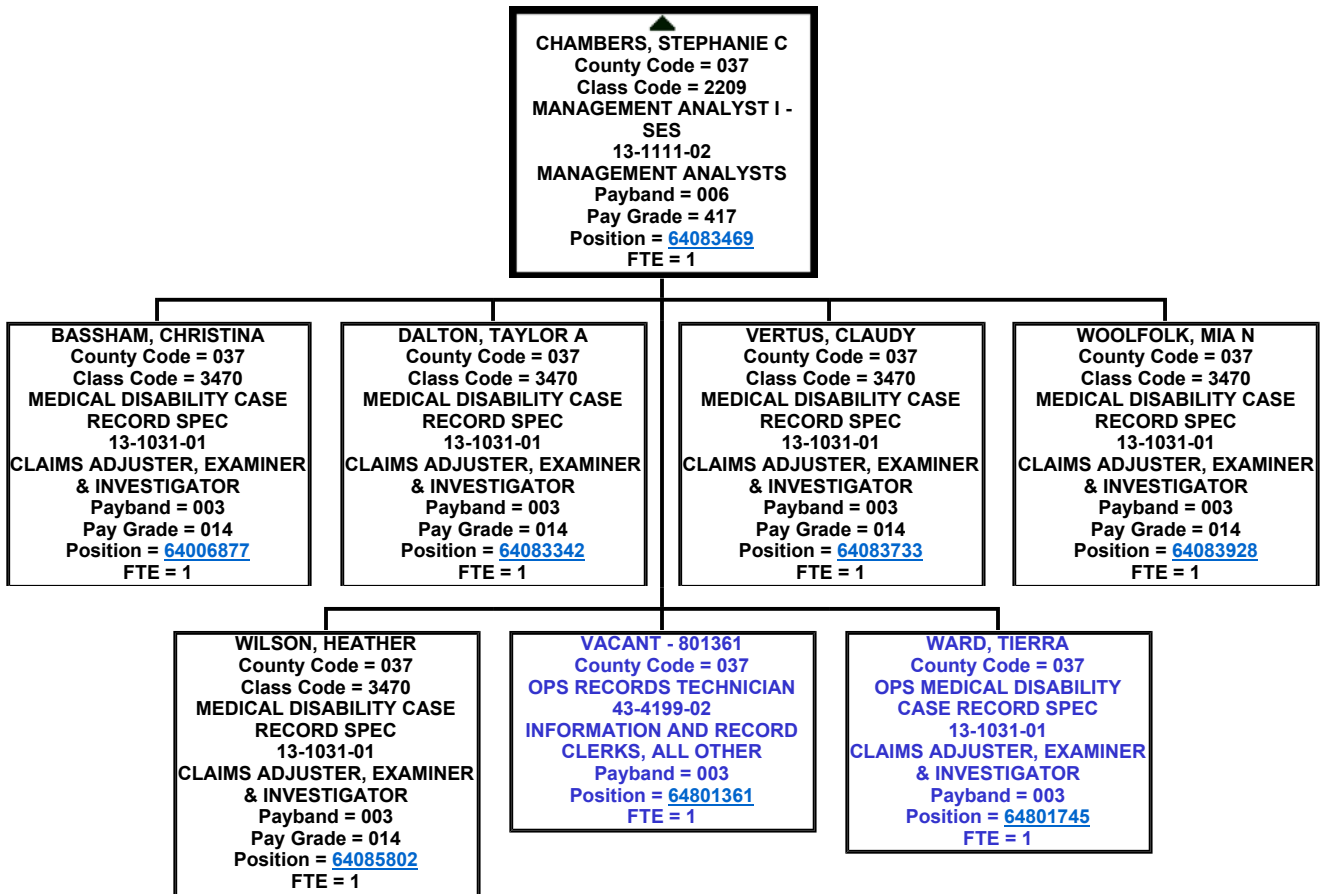 CHAMBERS, STEPHANIE C
County Code = 037
Class Code = 2209
MANAGEMENT ANALYST I -
SES
13-1111-02
MANAGEMENT ANALYSTS
Payband = 006
Pay Grade = 417
Position = 64083469
FTE = 1
BASSHAM, CHRISTINA
County Code = 037
Class Code = 3470
MEDICAL DISABILITY CASE
RECORD SPEC
13-1031-01
CLAIMS ADJUSTER, EXAMINER
& INVESTIGATOR
Payband = 003
Pay Grade = 014
Position = 64006877
FTE = 1
DALTON, TAYLOR A
County Code = 037
Class Code = 3470
MEDICAL DISABILITY CASE
RECORD SPEC
13-1031-01
CLAIMS ADJUSTER, EXAMINER
& INVESTIGATOR
Payband = 003
Pay Grade = 014
Position = 64083342
FTE = 1
VERTUS, CLAUDY
County Code = 037
Class Code = 3470
MEDICAL DISABILITY CASE
RECORD SPEC
13-1031-01
CLAIMS ADJUSTER, EXAMINER
& INVESTIGATOR
Payband = 003
Pay Grade = 014
Position = 64083733
FTE = 1
WOOLFOLK, MIA N
County Code = 037
Class Code = 3470
MEDICAL DISABILITY CASE
RECORD SPEC
13-1031-01
CLAIMS ADJUSTER, EXAMINER
& INVESTIGATOR
Payband = 003
Pay Grade = 014
Position = 64083928
FTE = 1
WILSON, HEATHER
County Code = 037
Class Code = 3470
MEDICAL DISABILITY CASE
RECORD SPEC
13-1031-01
CLAIMS ADJUSTER, EXAMINER
& INVESTIGATOR
Payband = 003
Pay Grade = 014
Position = 64085802
FTE = 1
VACANT - 801361
County Code = 037
OPS RECORDS TECHNICIAN
43-4199-02
INFORMATION AND RECORD
CLERKS, ALL OTHER
Payband = 003
Position = 64801361
FTE = 1
WARD, TIERRA
County Code = 037
OPS MEDICAL DISABILITY
CASE RECORD SPEC
13-1031-01
CLAIMS ADJUSTER, EXAMINER
& INVESTIGATOR
Payband = 003
Position = 64801745
FTE = 1